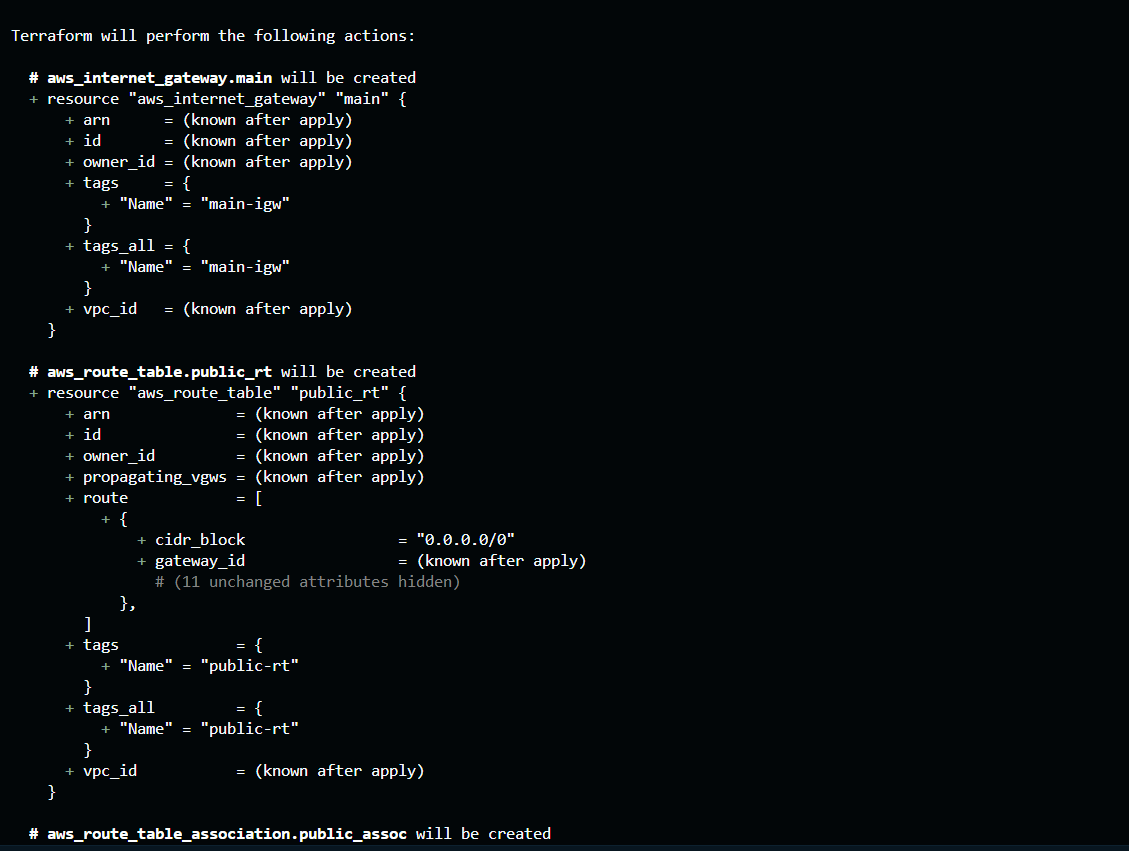 Terraform will perform the following actions:

  # aws_internet_gateway.main will be created
  + resource "aws_internet_gateway" "main" {
      + arn      = (known after apply)
      + id       = (known after apply)
      + owner_id = (known after apply)
      + tags     = {
          + "Name" = "main-igw"
        }
      + tags_all = {
          + "Name" = "main-igw"
        }
      + vpc_id   = (known after apply)
    }

  # aws_route_table.public_rt will be created
  + resource "aws_route_table" "public_rt" {
      + arn              = (known after apply)
      + id               = (known after apply)
      + owner_id         = (known after apply)
      + propagating_vgws = (known after apply)
      + route            = [
          + {
              + cidr_block                 = "0.0.0.0/0"
              + gateway_id                 = (known after apply)
                # (11 unchanged attributes hidden)
            },
        ]
      + tags             = {
          + "Name" = "public-rt"
        }
      + tags_all         = {
          + "Name" = "public-rt"
        }
      + vpc_id           = (known after apply)
    }

  # aws_route_table_association.public_assoc will be created